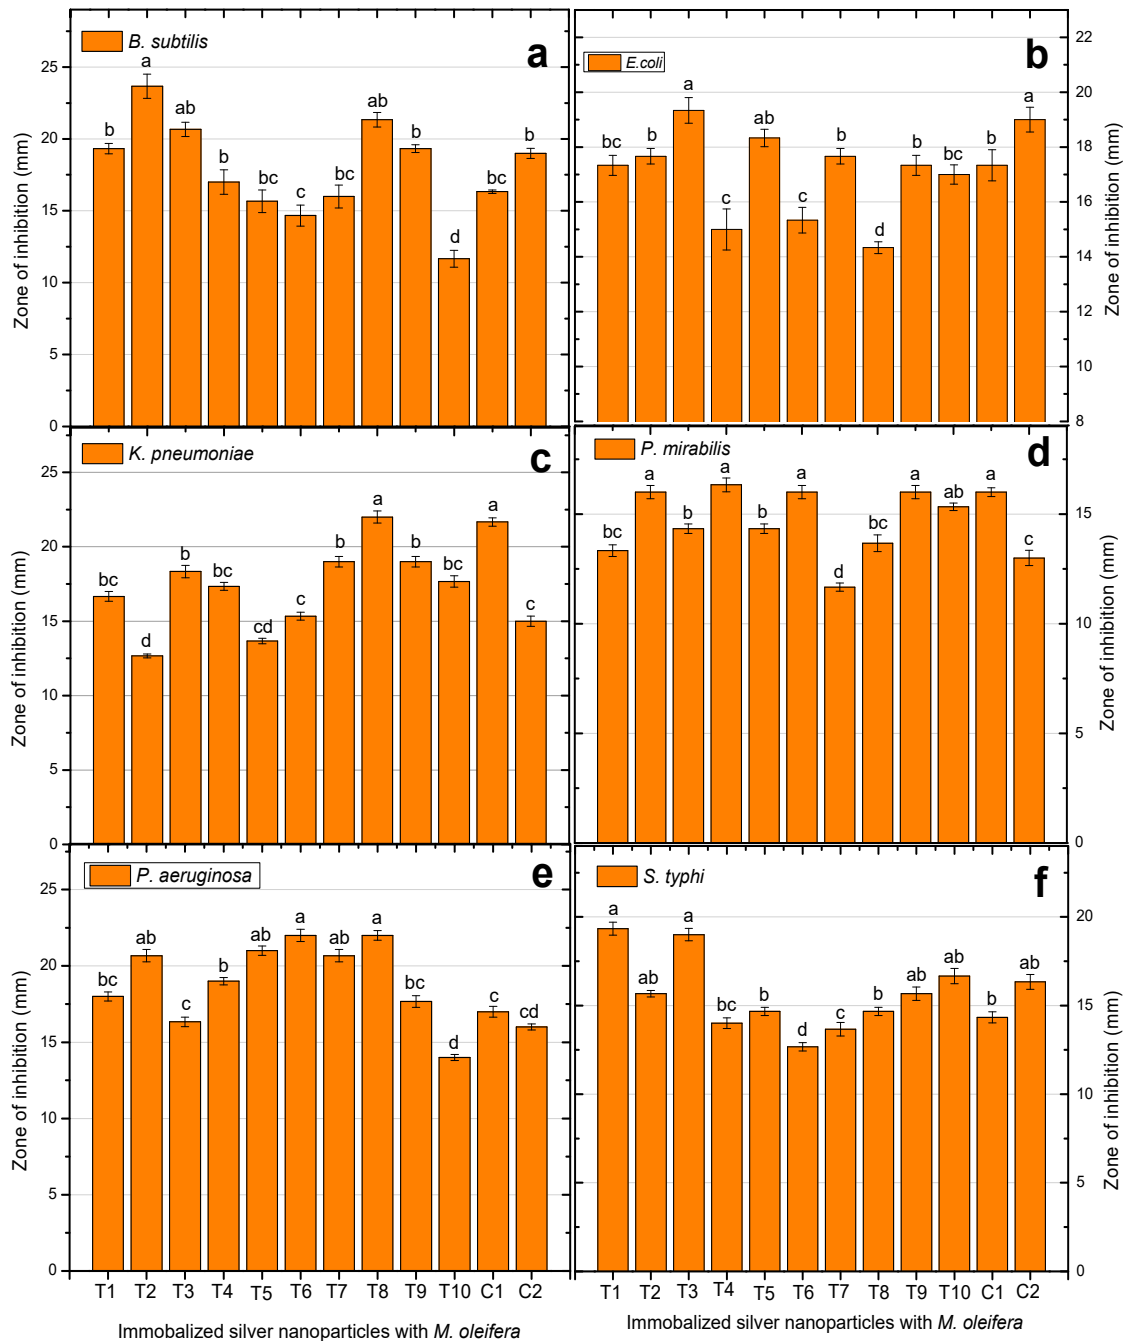 B. subtilis
a
Zone of inhibition (mm)
25
20
15
10
5
0
b
a
ab
b
bc
c
bc
ab
b
d
bc
b
E.coli
b
Zone of inhibition (mm)
22
20
18
16
14
12
10
8
bc
b
a
c
ab
c
b
d
b
bc
b
a
K. pneumoniae
c
Zone of inhibition (mm)
25
20
15
10
5
0
bc
d
b
bc
cd
c
b
a
b
bc
a
c
P. mirabilis
d
Zone of inhibition (mm)
15
10
5
0
bc
a
b
a
b
a
d
bc
a
ab
a
c
P. aeruginosa
e
Zone of inhibition (mm)
25
20
15
10
5
0
bc
ab
c
b
ab
a
ab
a
bc
d
c
cd
T1 T2 T3 T4 T5 T6 T7 T8 T9 T10 C1 C2
Immobalized silver nanoparticles with M. oleifera
S. typhi
f
Zone of inhibition (mm)
20
15
10
5
0
a
ab
a
bc
b
d
c
b
ab
ab
b
ab
T1 T2 T3 T4 T5 T6 T7 T8 T9 T10 C1 C2
Immobalized silver nanoparticles with M. oleifera